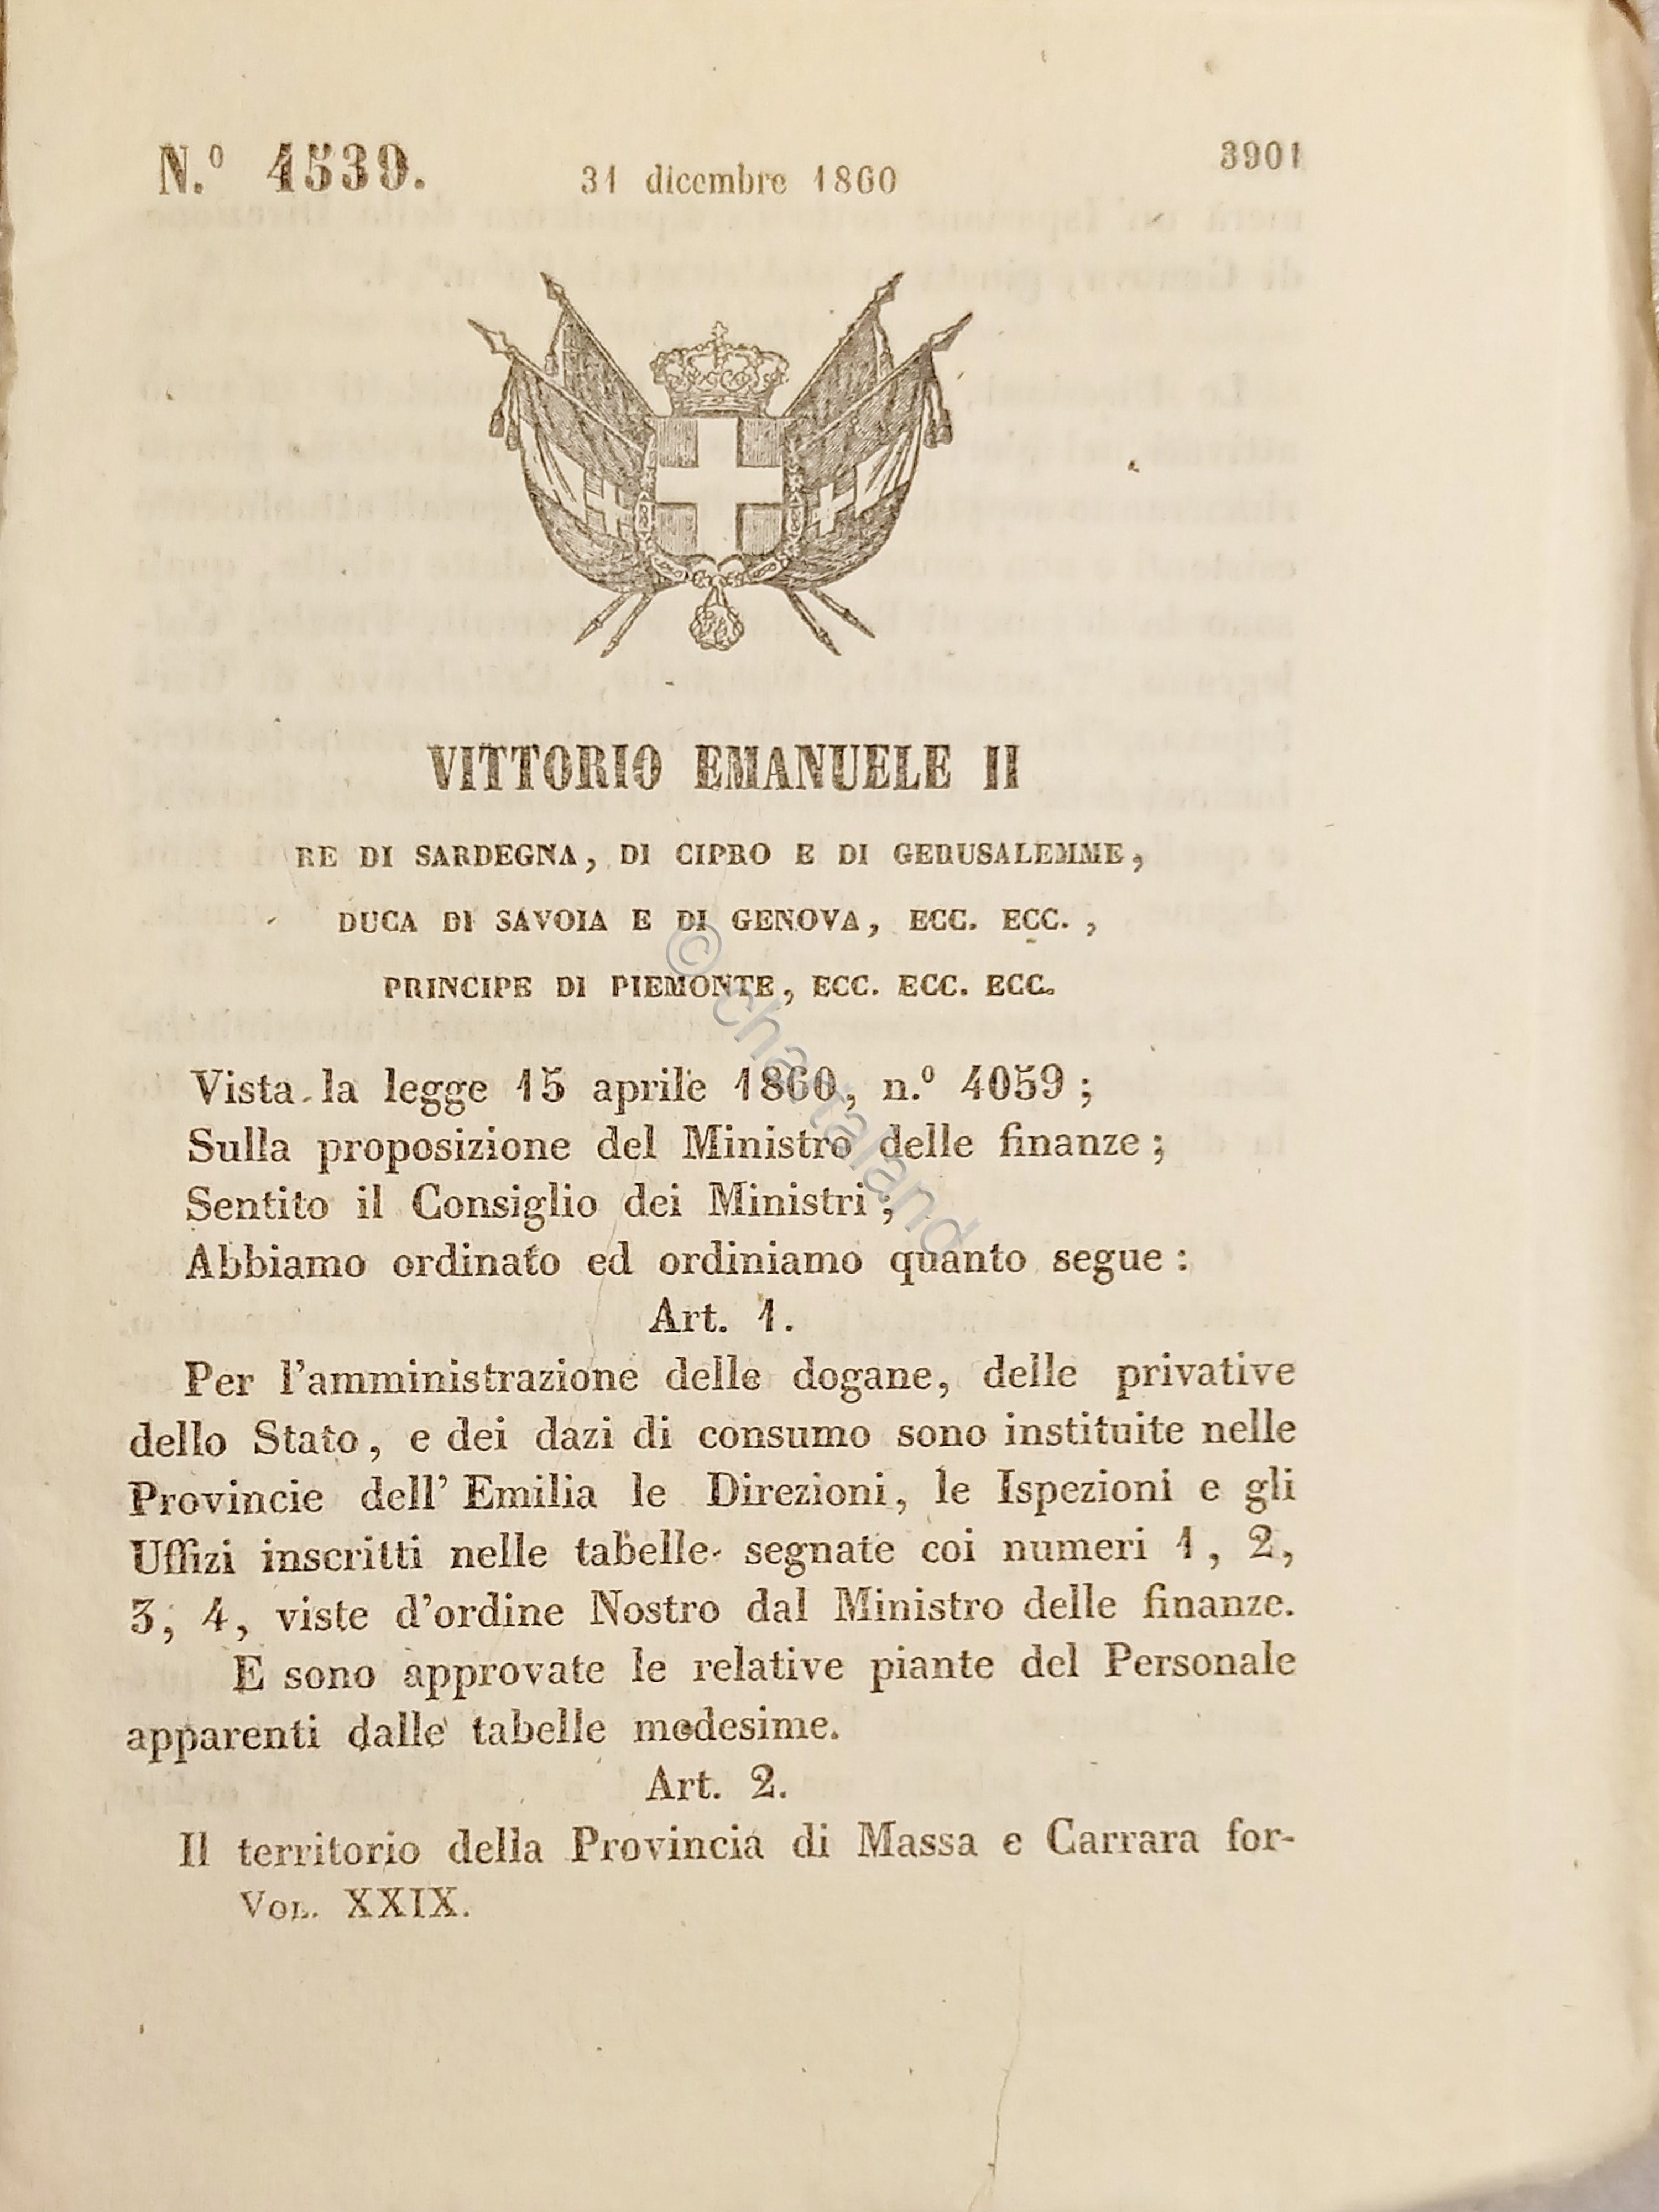 N.º 4539.
31 dicembre 1860
3901
VITTORIO EMANUELE II
RE DI SARDEGNA, DI CIPRO E DI GERUSALEMME,
DUCA DI SAVOIA E DI GENOVA, ECC. ECC.,
PRINCIPE DI PIEMONTE, ECC. ECC. ECC.
Vista la legge 15 aprile 1860, n.º 4059;
Sulla proposizione del Ministro delle finanze;
Sentito il Consiglio dei Ministri;
Abbiamo ordinato ed ordiniamo quanto segue:
Art. 1.
Per l'amministrazione delle dogane, delle privative
dello Stato, e dei dazi di consumo sono instituite nelle
Provincie dell'Emilia le Direzioni, le Ispezioni e gli
Uffizi inscritti nelle tabelle segnate coi numeri 1, 2,
3, 4, viste d'ordine Nostro dal Ministro delle finanze.
E sono approvate le relative piante del Personale
apparenti dalle tabelle medesime.
Art. 2.
Il territorio della Provincia di Massa e Carrara for-
VOL. XXIX.
© chartaland